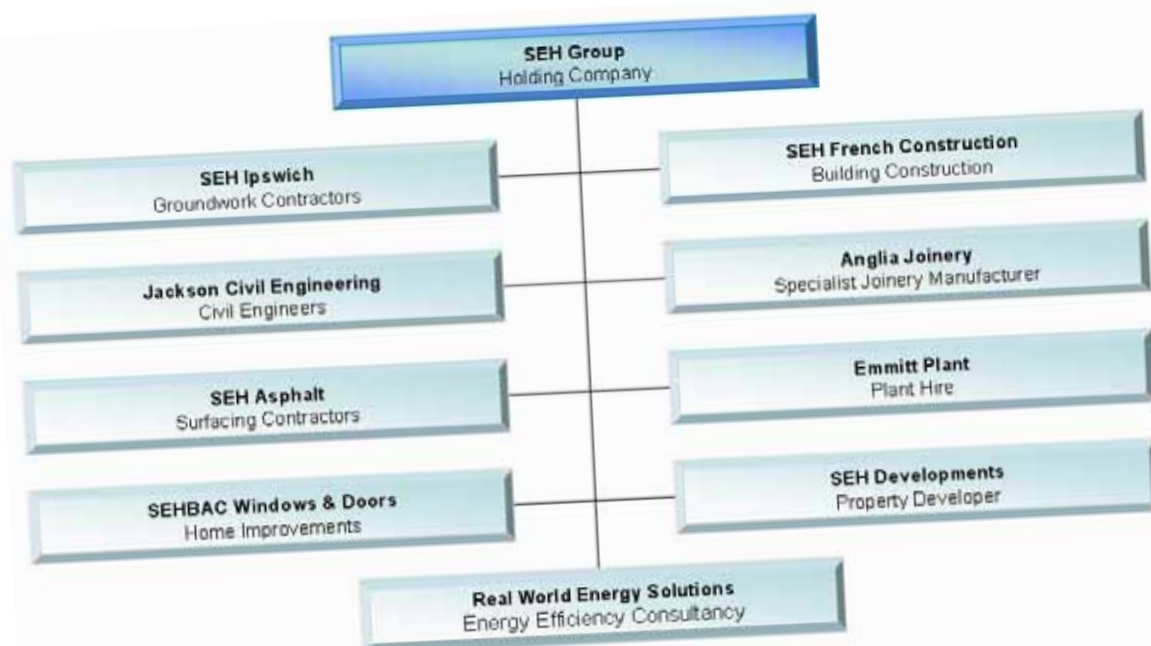 SEH Group
Holding Company
SEH Ipswich
Groundwork Contractors
SEH French Construction
Building Construction
Jackson Civil Engineering
Civil Engineers
Anglia Joinery
Specialist Joinery Manufacturer
SEH Asphalt
Surfacing Contractors
Emmitt Plant
Plant Hire
SEHBAC Windows & Doors
Home Improvements
SEH Developments
Property Developer
Real World Energy Solutions
Energy Efficiency Consultancy